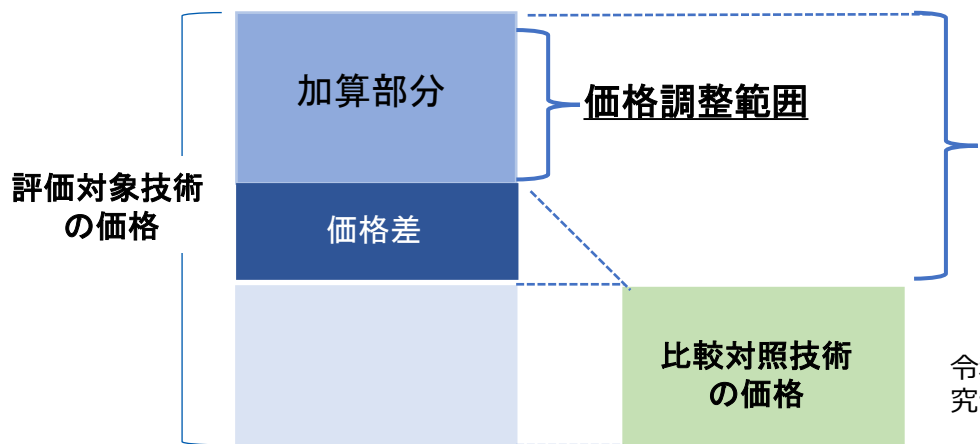 加算部分
価格調整範囲
評価対象技術
の価格
価格差
比較対照技術
の価格
令
究